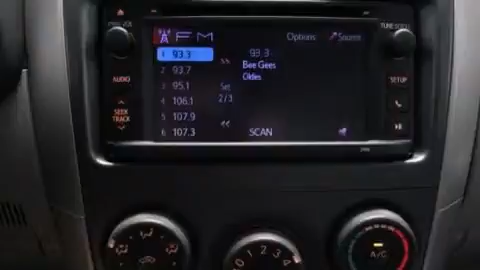 FM
Options
Source
TUNE·SCROLL
1 93.3
93.3
2 93.7
Bee Gees
Oldies
3 95.1
Set
2/3
4 106.1
5 107.9
6 107.3
<<
SCAN
AUDIO
SEEK
TRACK
SETUP
0 1 2 3 4
A/C